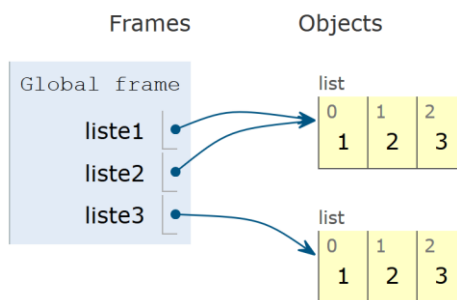 Frames Objects
Global frame
liste1
liste2
liste3
list
0 1 2
1 2 3
list
0 1 2
1 2 3